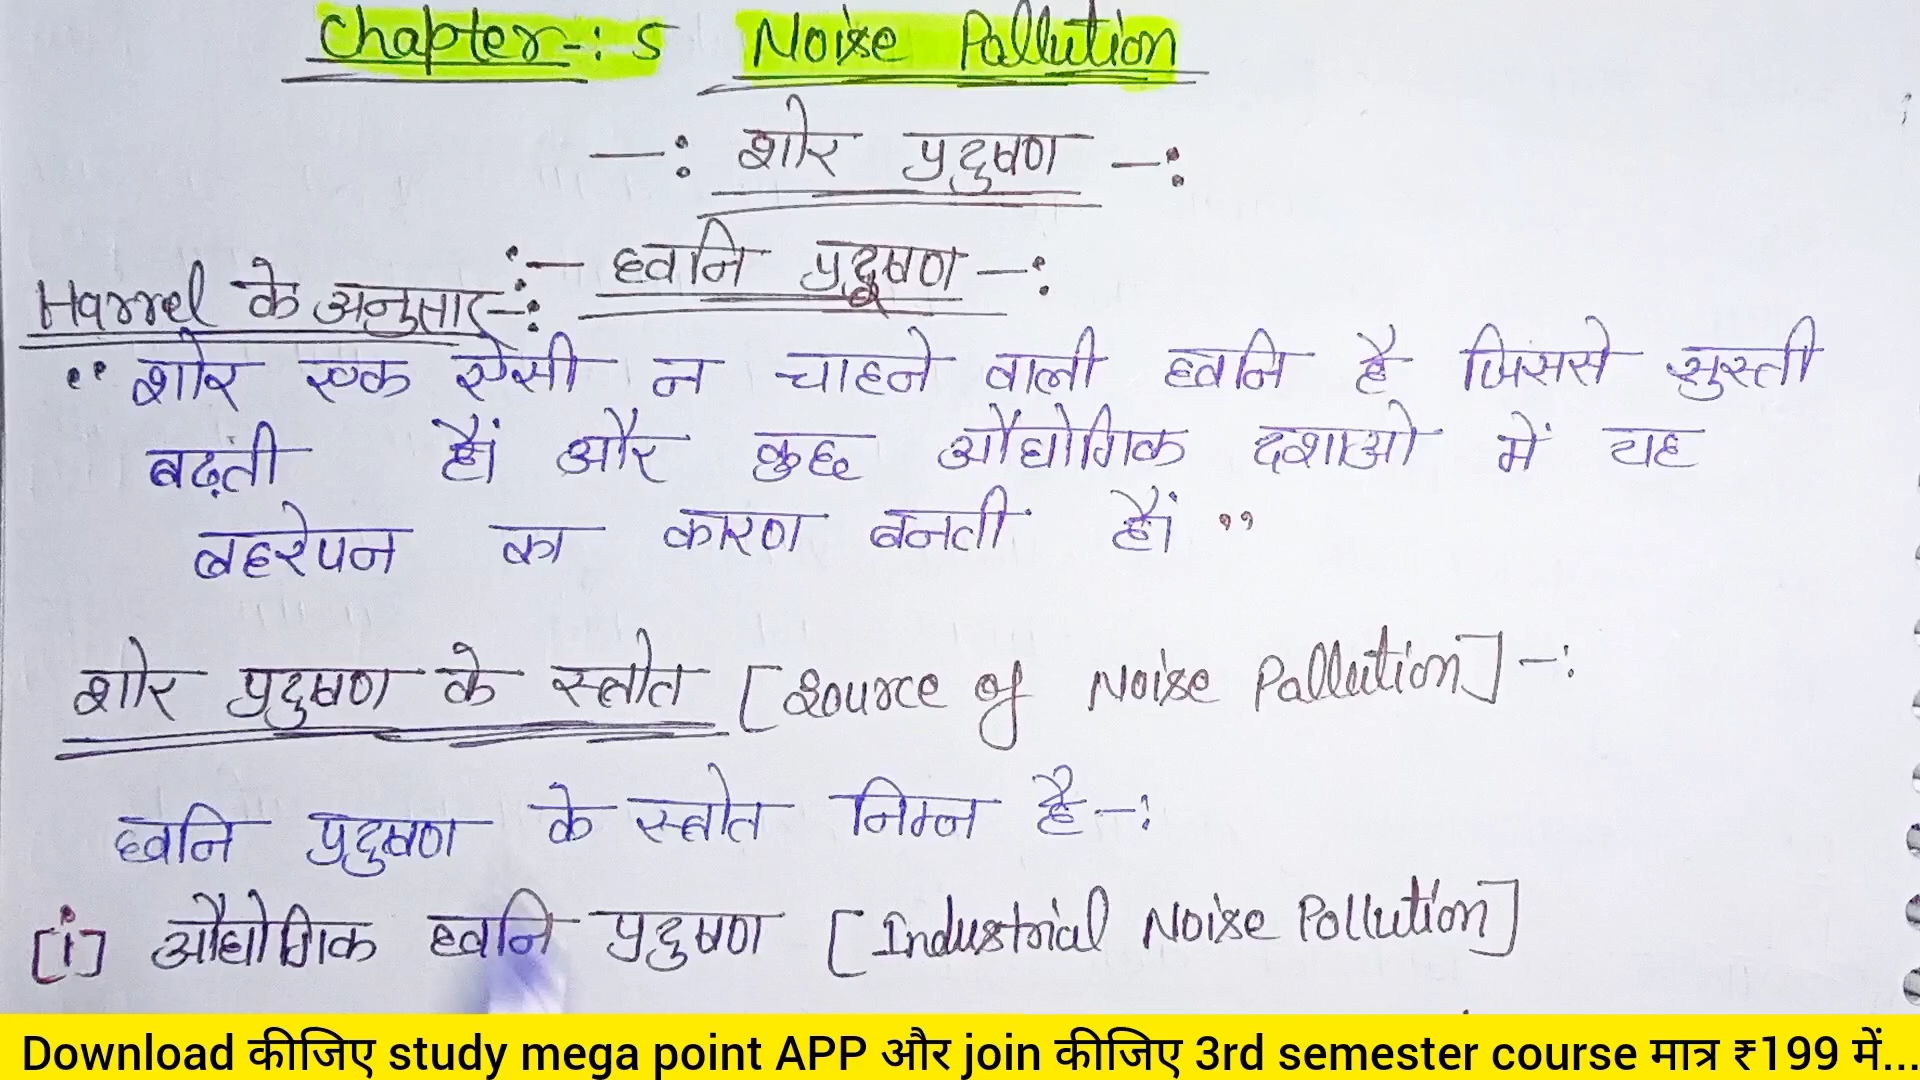 Chapter-: 5 Noise Pollution
-: शोर प्रदुषण -:
:- ध्वनि प्रदूषण -:
Harrel के अनुसार-:
" शोर एक ऐसी न चाहने वाली ध्वनि है जिससे सुस्ती
बढ़ती हैं और कुछ औद्योगिक दशाओ में यह
बहरेपन का कारण बनती हैं "
शोर प्रदुषण के स्त्रोत [Source of Noise Pollution] -:
ध्वनि प्रदुषण के स्त्रोत निम्न है-:
[i] औद्योगिक ध्वनि प्रदुषण [Industrial Noise Pollution]
Download कीजिए study mega point APP और join कीजिए 3rd semester course मात्र ₹199 में...